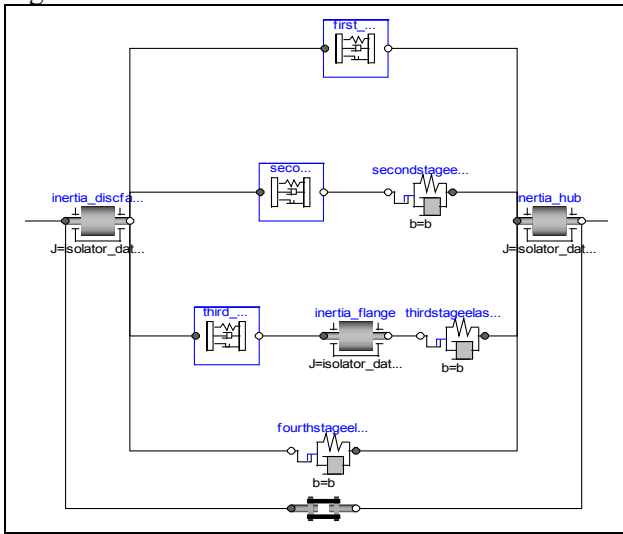 first_...
seco...
secondstagee...
b=b
inertia_discfa...
J=isolator_dat...
inertia_hub
J=isolator_dat...
third_...
inertia_flange
J=isolator_dat...
thirdstageelas...
b=b
fourthstageel...
b=b